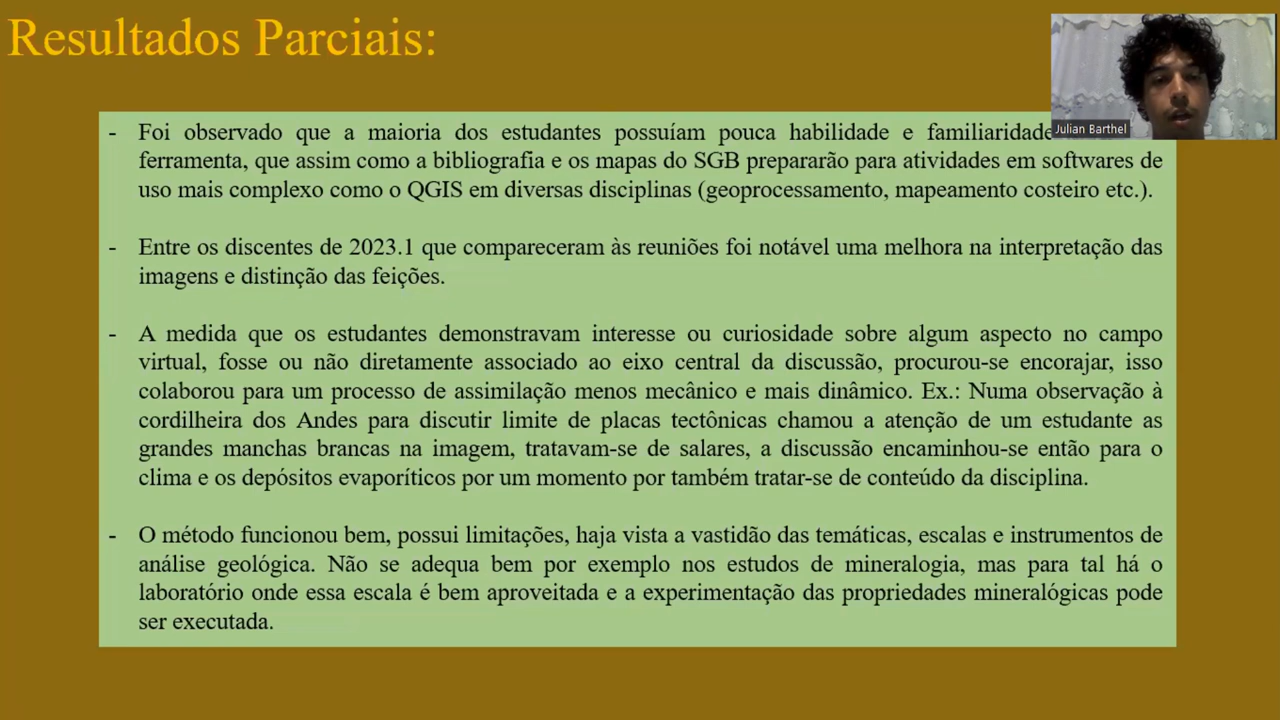 Resultados Parciais:
Julian Barthel
- Foi observado que a maioria dos estudantes possuíam pouca habilidade e familiaridade
ferramenta, que assim como a bibliografia e os mapas do SGB prepararão para atividades em softwares de
uso mais complexo como o QGIS em diversas disciplinas (geoprocessamento, mapeamento costeiro etc.).
- Entre os discentes de 2023.1 que compareceram às reuniões foi notável uma melhora na interpretação das
imagens e distinção das feições.
- A medida que os estudantes demonstravam interesse ou curiosidade sobre algum aspecto no campo
virtual, fosse ou não diretamente associado ao eixo central da discussão, procurou-se encorajar, isso
colaborou para um processo de assimilação menos mecânico e mais dinâmico. Ex.: Numa observação à
cordilheira dos Andes para discutir limite de placas tectônicas chamou a atenção de um estudante as
grandes manchas brancas na imagem, tratavam-se de salares, a discussão encaminhou-se então para o
clima e os depósitos evaporíticos por um momento por também tratar-se de conteúdo da disciplina.
- O método funcionou bem, possui limitações, haja vista a vastidão das temáticas, escalas e instrumentos de
análise geológica. Não se adequa bem por exemplo nos estudos de mineralogia, mas para tal há o
laboratório onde essa escala é bem aproveitada e a experimentação das propriedades mineralógicas pode
ser executada.